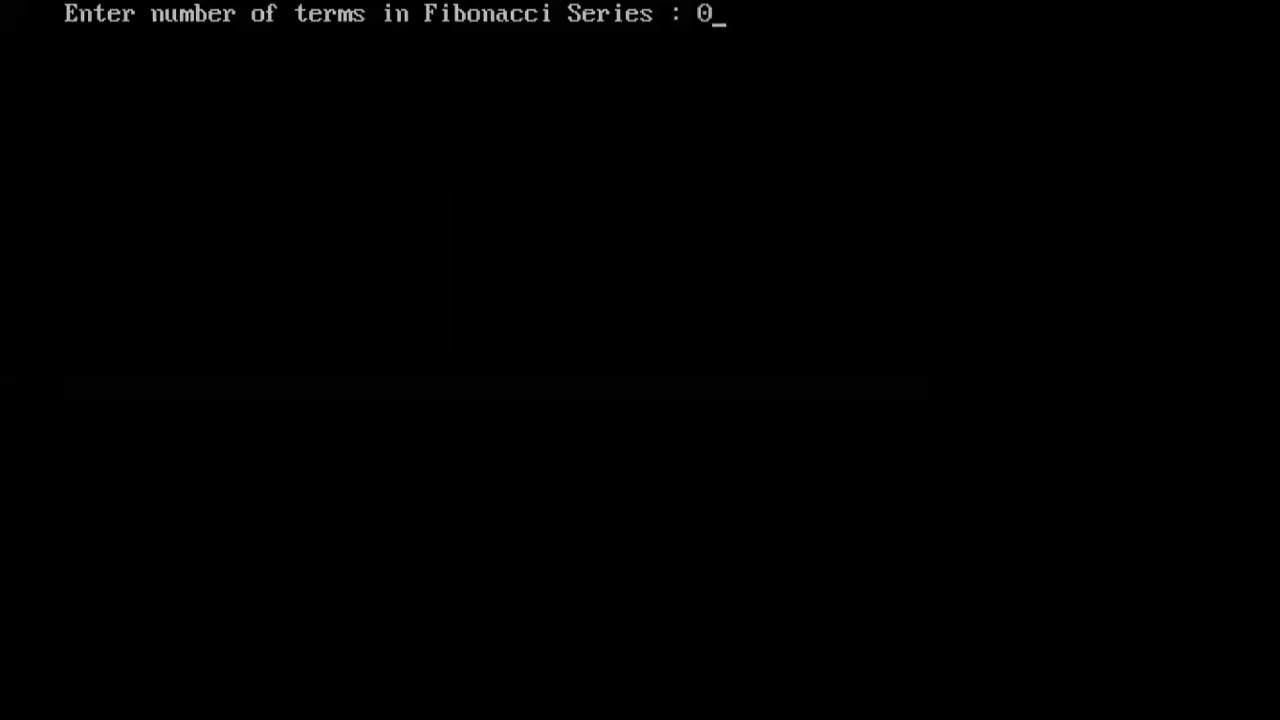 Enter number of terms in Fibonacci Series : 0_